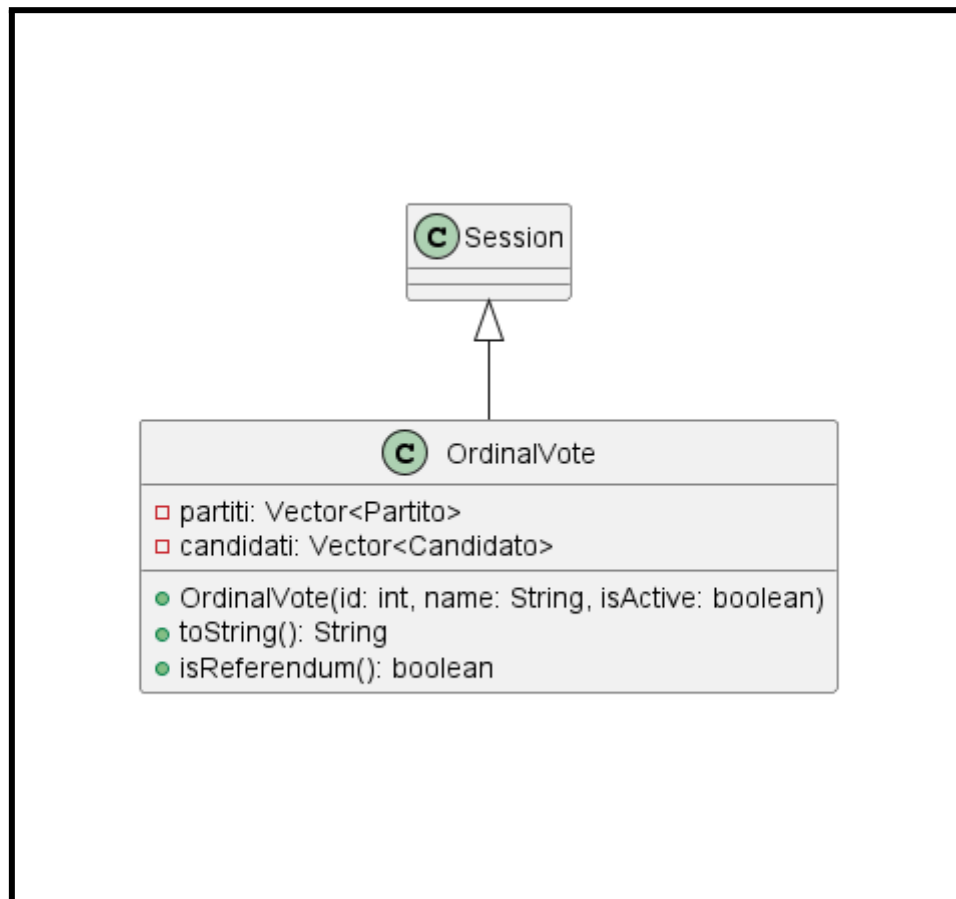 C Session
C OrdinalVote
partiti: Vector<Partito>
candidati: Vector<Candidato>
OrdinalVote(id: int, name: String, isActive: boolean)
toString(): String
isReferendum(): boolean